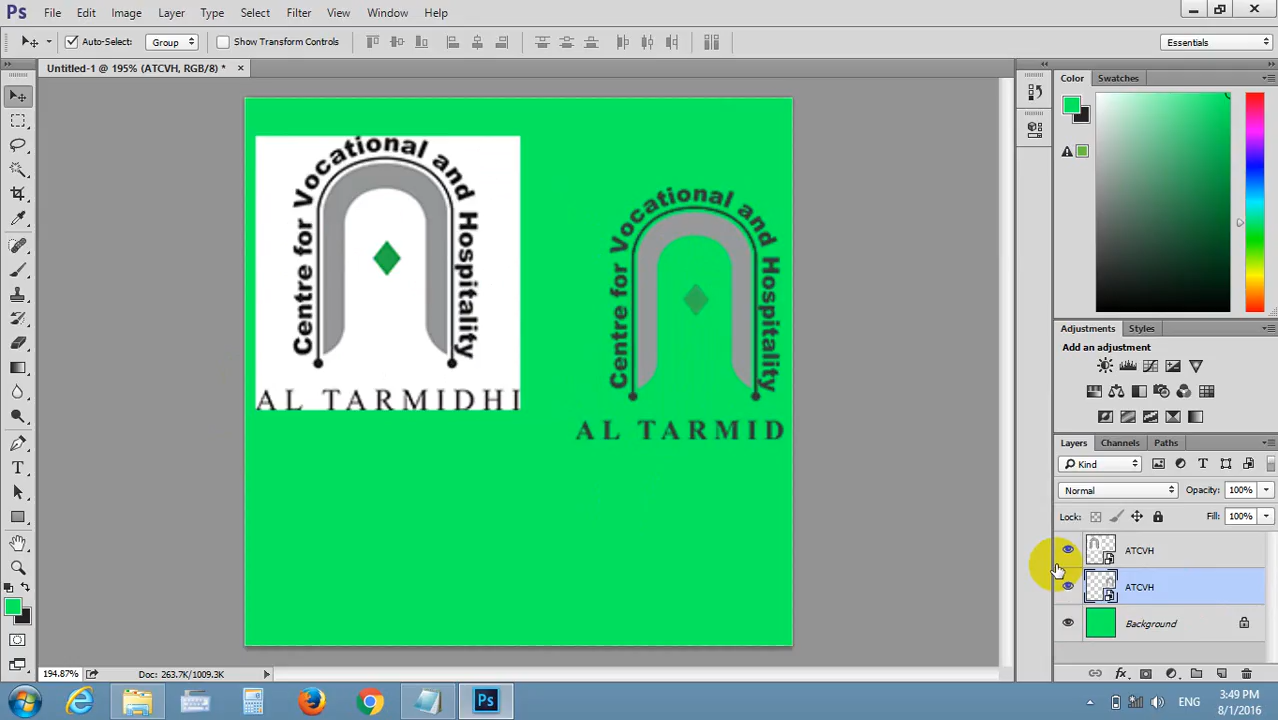 Ps File Edit Image Layer Type Select Filter View Window Help
Auto-Select: Group Show Transform Controls Essentials
Untitled-1 @ 195% (ATCVH, RGB/8) * ×
Color Swatches
Centre for Vocational and Hospitality
AL TARMIDHI
Centre for Vocational and Hospitality
AL TARMID
Adjustments Styles
Add an adjustment
Layers Channels Paths
Kind
Normal Opacity: 100%
Lock: Fill: 100%
ATCVH
ATCVH
Background
194.87% Doc: 263.7K/1009.3K
Ps ENG 3:49 PM
8/1/2016